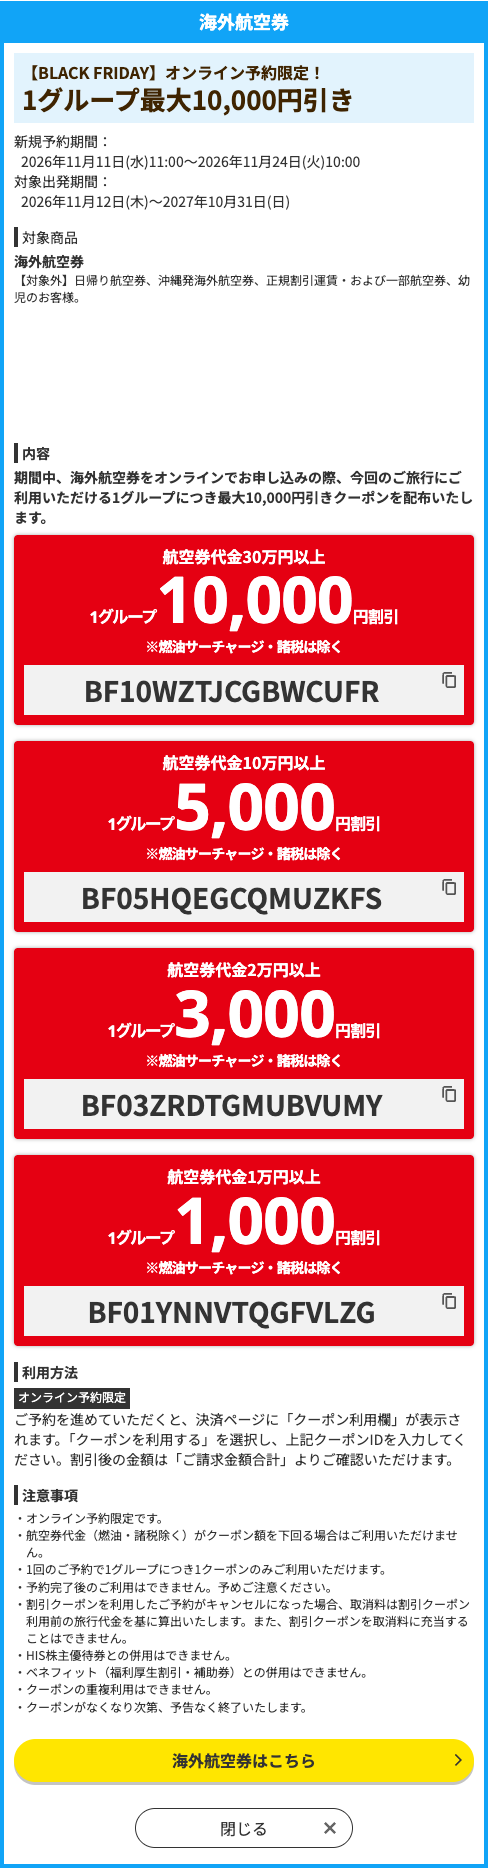 海外航空券
【BLACK FRIDAY】オンライン予約限定！
1グループ最大10,000円引き
新規予約期間：
2026年11月11日(水)11:00～2026年11月24日(火)10:00
対象出発期間：
2026年11月12日(木)～2027年10月31日(日)
対象商品
海外航空券
【対象外】日帰り航空券、沖縄発海外航空券、正規割引運賃・および一部航空券、幼
児のお客様。
内容
期間中、海外航空券をオンラインでお申し込みの際、今回のご旅行にご
利用いただける1グループにつき最大10,000円引きクーポンを配布いたし
ます。
航空券代金30万円以上
1グループ10,000円割引
※燃油サーチャージ・諸税は除く
BF10WZTJCGBWCUFR
航空券代金10万円以上
1グループ5,000円割引
※燃油サーチャージ・諸税は除く
BF05HQEGCQMUZKFS
航空券代金2万円以上
1グループ3,000円割引
※燃油サーチャージ・諸税は除く
BF03ZRDTGMUBVUMY
航空券代金1万円以上
1グループ1,000円割引
※燃油サーチャージ・諸税は除く
BF01YNNVTQGFVLZG
利用方法
オンライン予約限定
ご予約を進めていただくと、決済ページに「クーポン利用欄」が表示さ
れます。「クーポンを利用する」を選択し、上記クーポンIDを入力してく
ださい。割引後の金額は「ご請求金額合計」よりご確認いただけます。
注意事項
・オンライン予約限定です。
・航空券代金（燃油・諸税除く）がクーポン額を下回る場合はご利用いただけませ
ん。
・1回のご予約で1グループにつき1クーポンのみご利用いただけます。
・予約完了後のご利用はできません。予めご注意ください。
・割引クーポンを利用したご予約がキャンセルになった場合、取消料は割引クーポン
利用前の旅行代金を基に算出いたします。また、割引クーポンを取消料に充当する
ことはできません。
・HIS株主優待券との併用はできません。
・ベネフィット（福利厚生割引・補助券）との併用はできません。
・クーポンの重複利用はできません。
・クーポンがなくなり次第、予告なく終了いたします。
海外航空券はこちら
閉じる